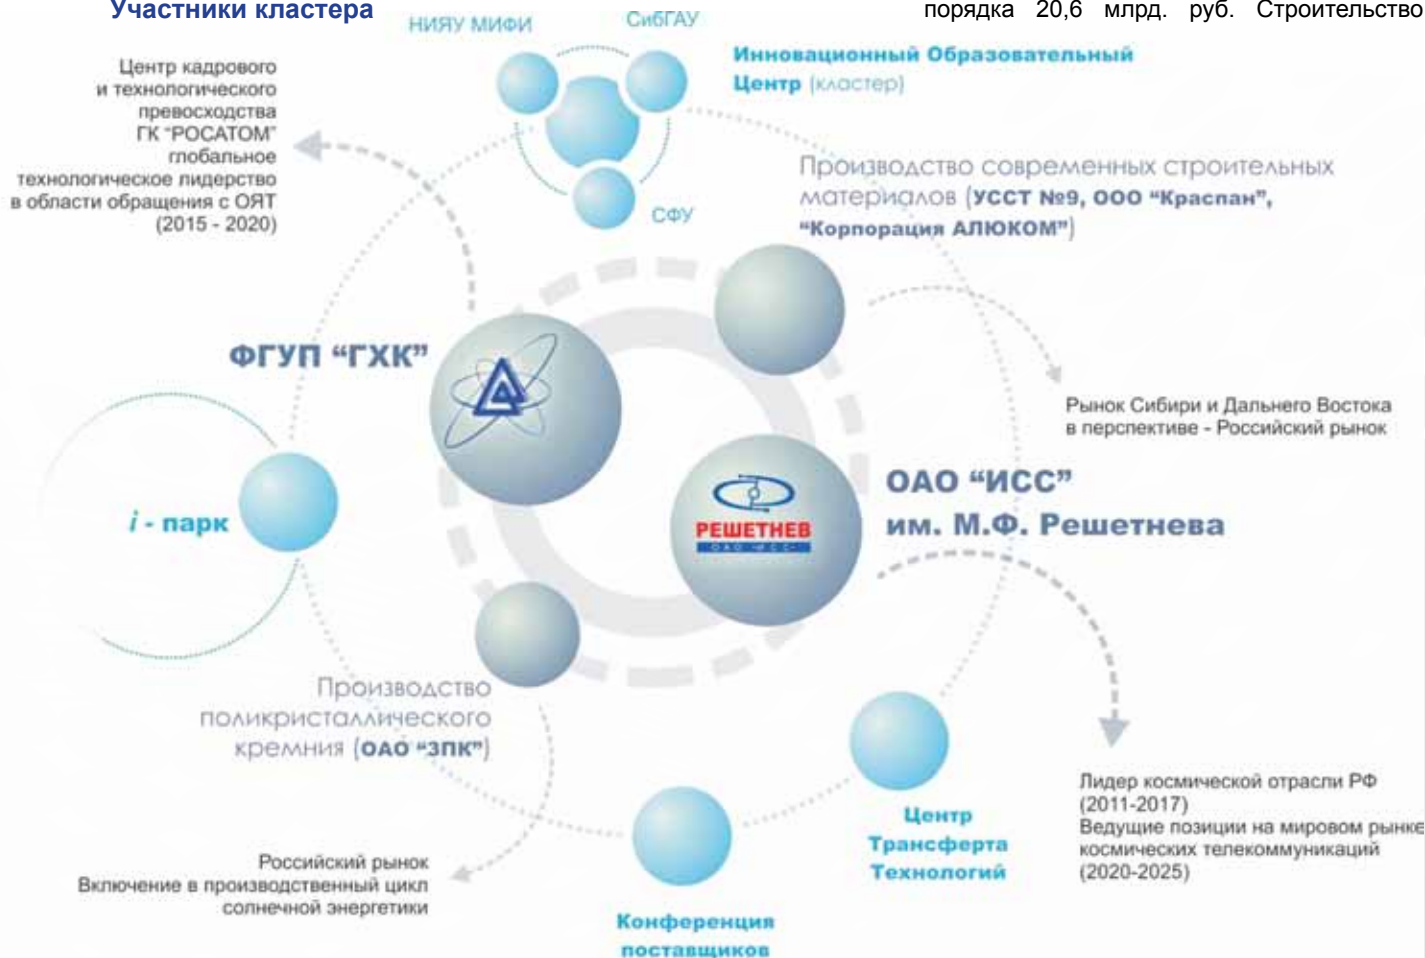 Участники кластера
порядка 20,6 млрд. руб. Строительство
НИЯУ МИФИ
СибГАУ
Инновационный Образовательный
Центр (кластер)
Центр кадрового
и технологического
превосходства
ГК “РОСАТОМ”
глобальное
технологическое лидерство
в области обращения с ОЯТ
(2015 - 2020)
СФУ
Производство современных строительных
материалов (УССТ №9, ООО “Краспан”,
“Корпорация АЛЮКОМ”)
ФГУП “ГХК”
Рынок Сибири и Дальнего Востока
в перспективе - Российский рынок
ОАО “ИСС”
им. М.Ф. Решетнева
РЕШЕТНЕВ
ОАО «ИСС»
i - парк
Производство
поликристаллического
кремния (ОАО “ЗПК”)
Лидер космической отрасли РФ
(2011-2017)
Ведущие позиции на мировом рынке
космических телекоммуникаций
(2020-2025)
Центр
Трансферта
Технологий
Российский рынок
Включение в производственный цикл
солнечной энергетики
Конференция
поставщиков